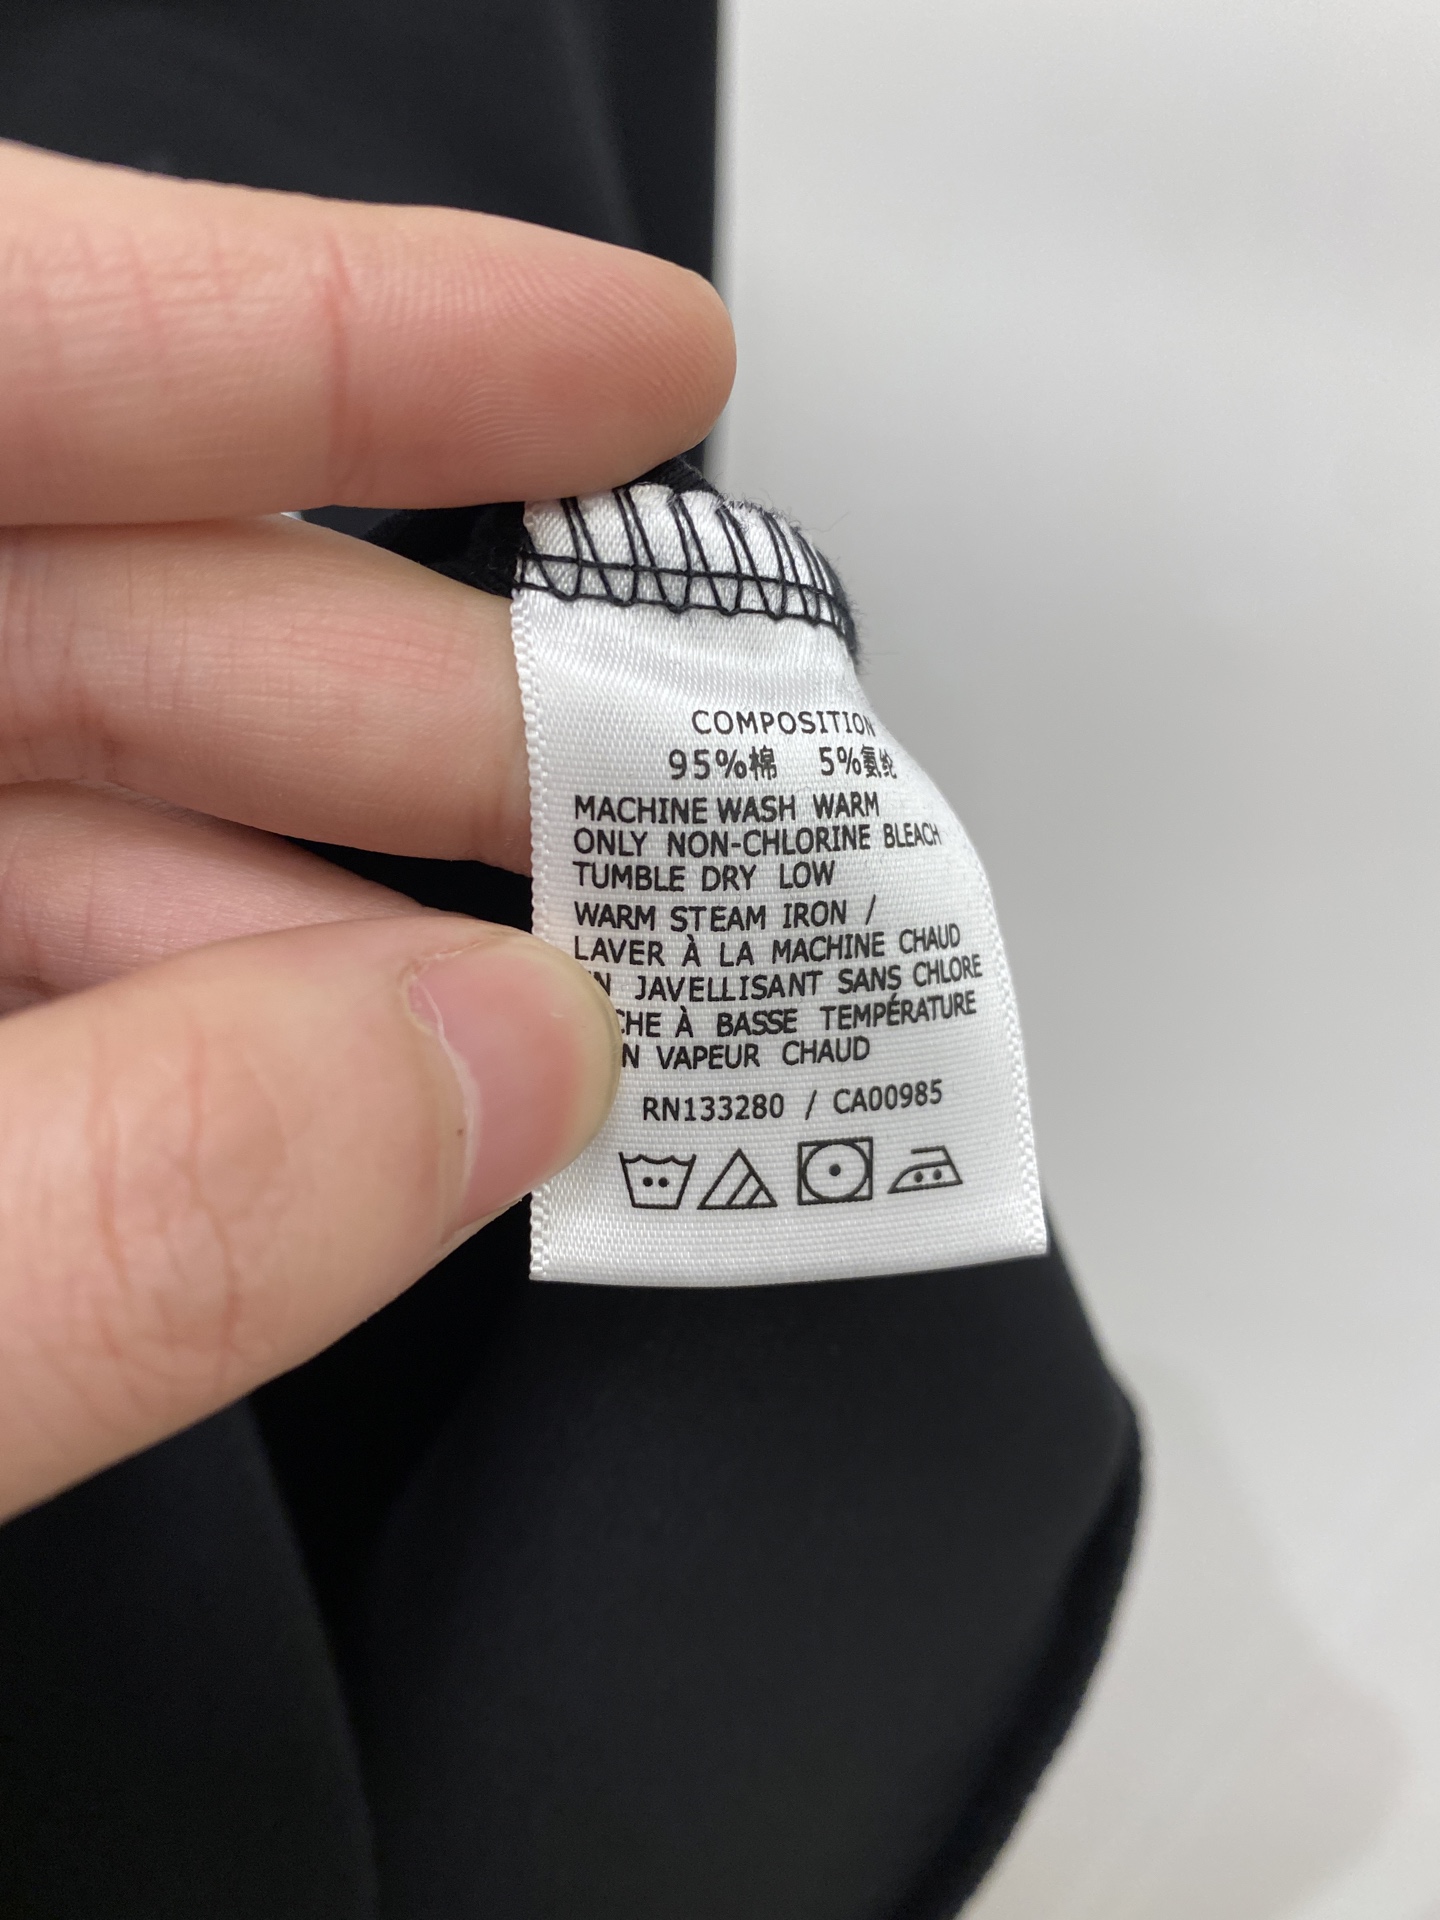 COMPOSITION
95%棉 5%氨纶
MACHINE WASH WARM
ONLY NON-CHLORINE BLEACH
TUMBLE DRY LOW
WARM STEAM IRON /
LAVER À LA MACHINE CHAUD
JAVELLISANT SANS CHLORE
À BASSE TEMPÉRATURE
VAPEUR CHAUD
RN133280 / CA00985